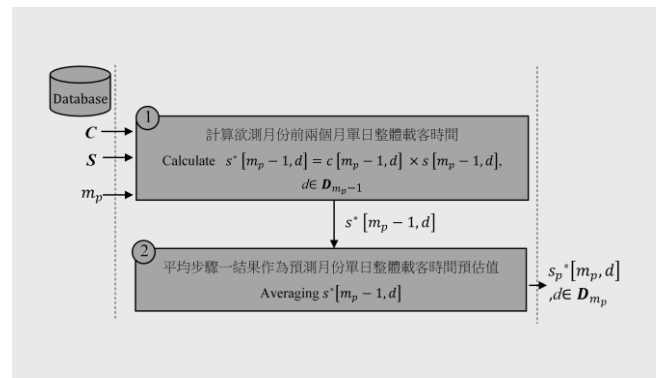 Database
C
S
m_p
1
計算欲測月份前兩個月單日整體載客時間
Calculate s* [m_p − 1, d] = c [m_p − 1, d] × s [m_p − 1, d],
d∈ D_{m_p−1}
s* [m_p − 1, d]
2
平均步驟一結果作為預測月份單日整體載客時間預估值
Averaging s*[m_p − 1, d]
s_p*[m_p, d]
,d∈ D_{m_p}